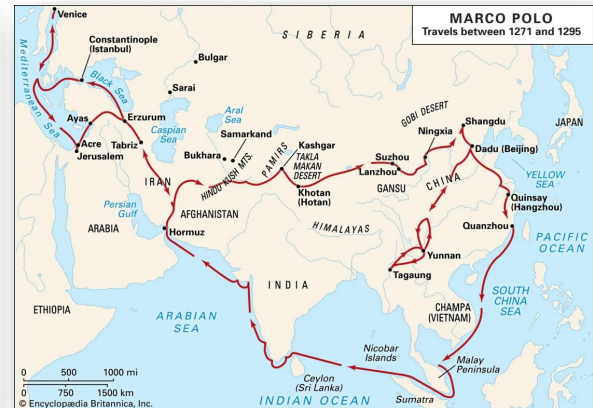 MARCO POLO
Travels between 1271 and 1295
Venice
SIBERIA
Constantinople
(Istanbul)
Bulgar
Mediterranean Sea
Black Sea
Sarai
Aral
Sea
GOBI DESERT
Shangdu
JAPAN
Ayas
Erzurum
Caspian
Sea
Samarkand
Kashgar
Ningxia
Dadu (Beijing)
Acre
Jerusalem
Tabriz
Bukhara
PAMIRS
TAKLA
MAKAN
DESERT
Suzhou
Lanzhou
YELLOW
SEA
IRAN
HINDU KUSH MTS.
Khotan
(Hotan)
GANSU
CHINA
Quinsay
(Hangzhou)
Persian
Gulf
AFGHANISTAN
HIMALAYAS
Quanzhou
ARABIA
Hormuz
PACIFIC
OCEAN
Yunnan
Tagaung
INDIA
SOUTH
CHINA
SEA
ETHIOPIA
ARABIAN
SEA
CHAMPA
(VIETNAM)
Nicobar
Islands
Malay
Peninsula
0 500 1000 mi
0 750 1500 km
Ceylon
(Sri Lanka)
Sumatra
INDIAN OCEAN
© Encyclopædia Britannica, Inc.